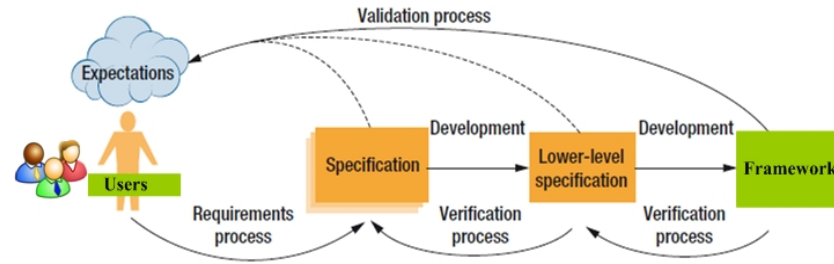 Validation process
Expectations
Development
Development
Specification
Lower-level
specification
Framework
Users
Requirements
process
Verification
process
Verification
process